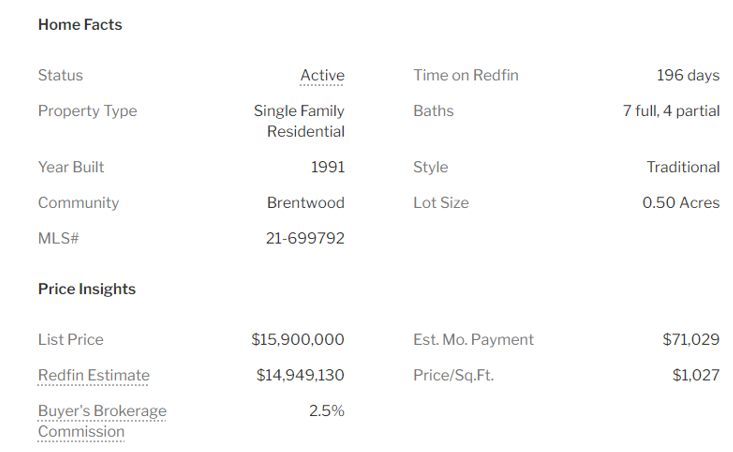 Home Facts
Status Active Time on Redfin 196 days
Property Type Single Family Residential Baths 7 full, 4 partial
Year Built 1991 Style Traditional
Community Brentwood Lot Size 0.50 Acres
MLS# 21-699792
Price Insights
List Price $15,900,000 Est. Mo. Payment $71,029
Redfin Estimate $14,949,130 Price/Sq.Ft. $1,027
Buyer's Brokerage Commission 2.5%